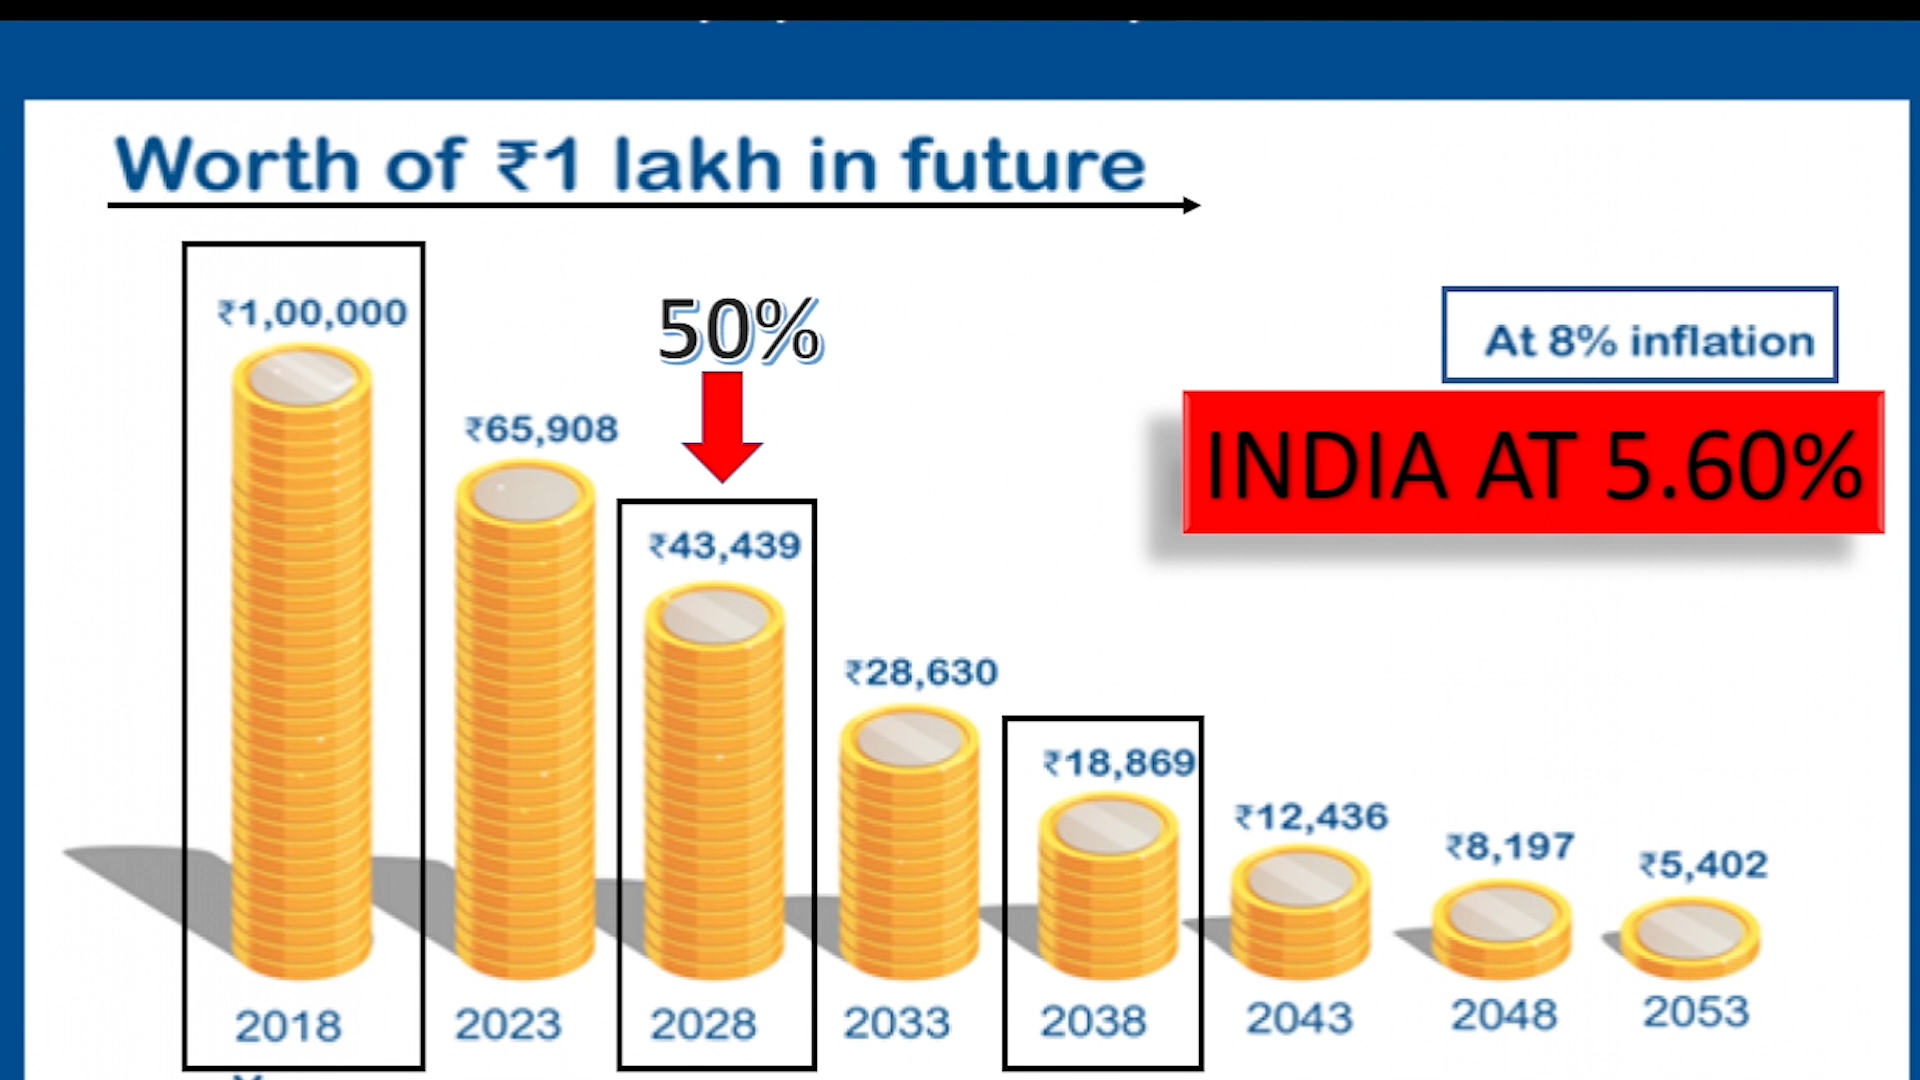 Worth of ₹1 lakh in future
₹1,00,000
50%
At 8% inflation
₹65,908
INDIA AT 5.60%
₹43,439
₹28,630
₹18,869
₹12,436
₹8,197
₹5,402
2018 2023 2028 2033 2038 2043 2048 2053